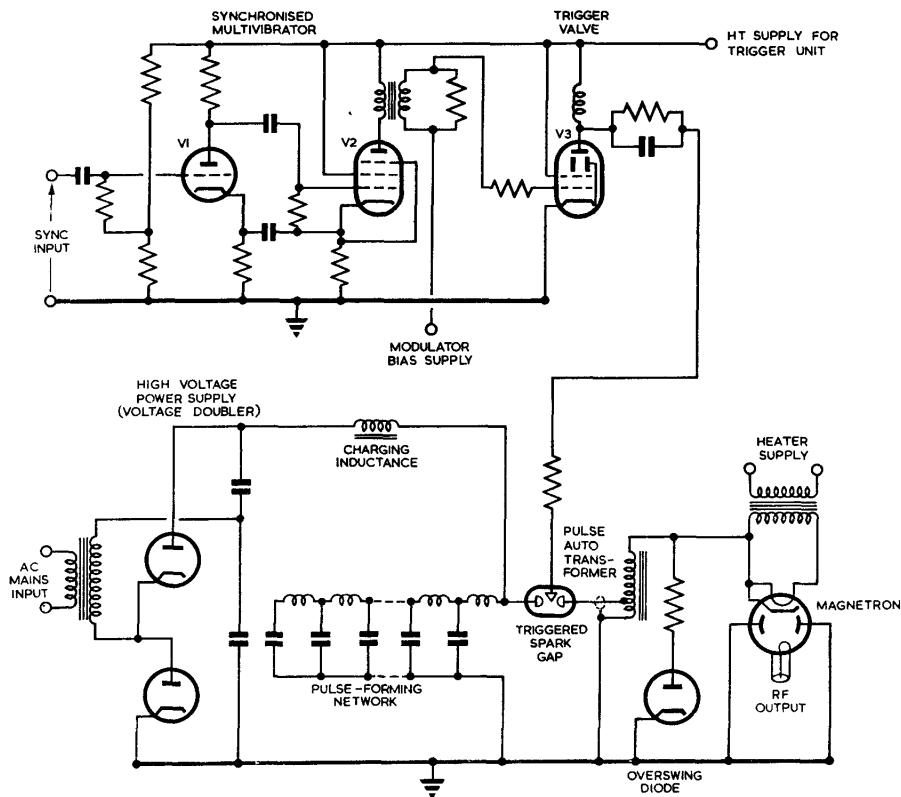 SYNCHRONISED
MULTIVIBRATOR
TRIGGER
VALVE
HT SUPPLY FOR
TRIGGER UNIT
V1
V2
V3
SYNC
INPUT
MODULATOR
BIAS SUPPLY
HIGH VOLTAGE
POWER SUPPLY
(VOLTAGE DOUBLER)
CHARGING
INDUCTANCE
HEATER
SUPPLY
PULSE
AUTO
TRANS-
FORMER
AC
MAINS
INPUT
MAGNETRON
TRIGGERED
SPARK
GAP
PULSE-FORMING
NETWORK
RF
OUTPUT
OVERSWING
DIODE